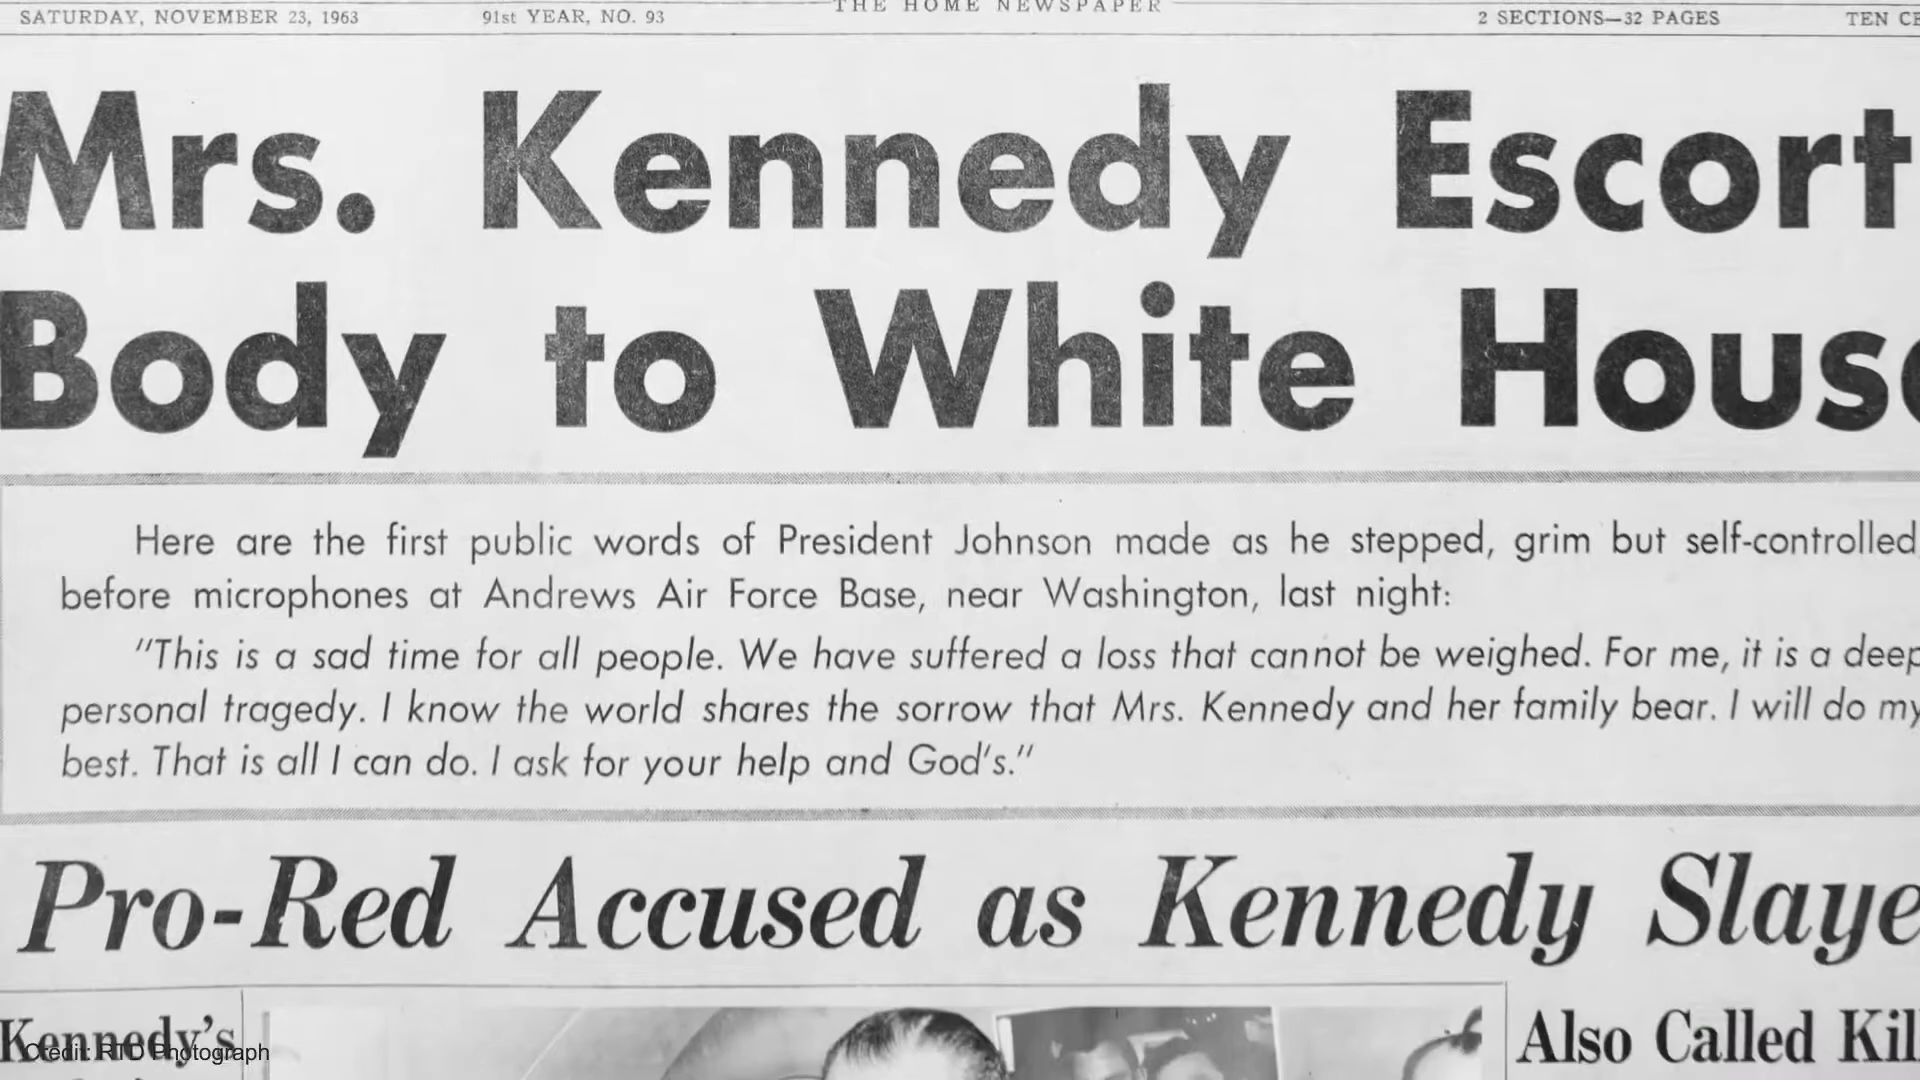 THE HOME NEWSPAPER
SATURDAY, NOVEMBER 23, 1963 91st YEAR, NO. 93 2 SECTIONS—32 PAGES TEN CE
Mrs. Kennedy Escort
Body to White House
Here are the first public words of President Johnson made as he stepped, grim but self-controlled
before microphones at Andrews Air Force Base, near Washington, last night:
"This is a sad time for all people. We have suffered a loss that cannot be weighed. For me, it is a deep
personal tragedy. I know the world shares the sorrow that Mrs. Kennedy and her family bear. I will do my
best. That is all I can do. I ask for your help and God's."
Pro-Red Accused as Kennedy Slaye
Kennedy's
Also Called Kil
Credit: RTD Photograph